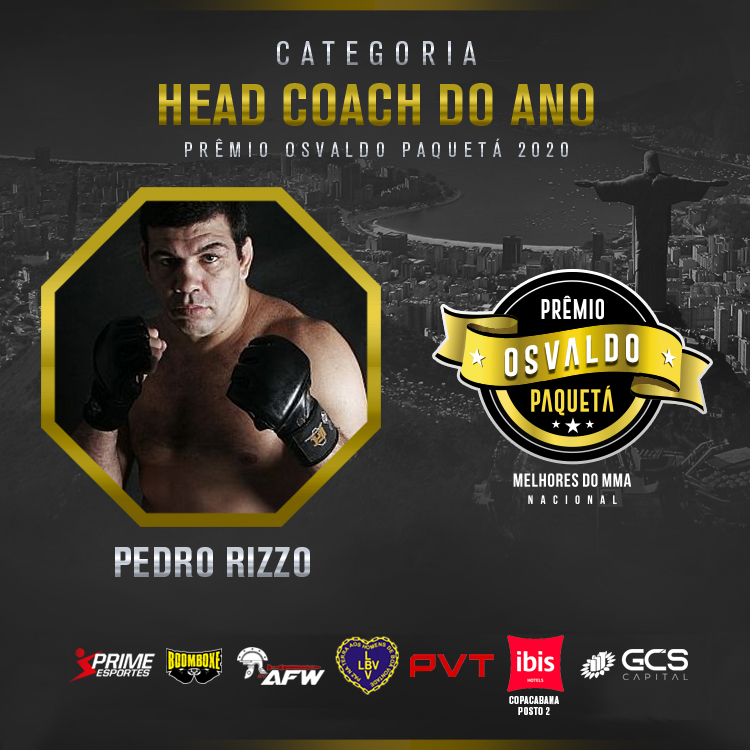 CATEGORIA
HEAD COACH DO ANO
PRÊMIO OSVALDO PAQUETÁ 2020
PRÊMIO
OSVALDO
PAQUETÁ
MELHORES DO MMA
NACIONAL
PEDRO RIZZO
PRIME
ESPORTES
BOOMBOXE
AFW
LBV
PVT
ibis
HOTELS
COPACABANA
POSTO 2
GCS
CAPITAL